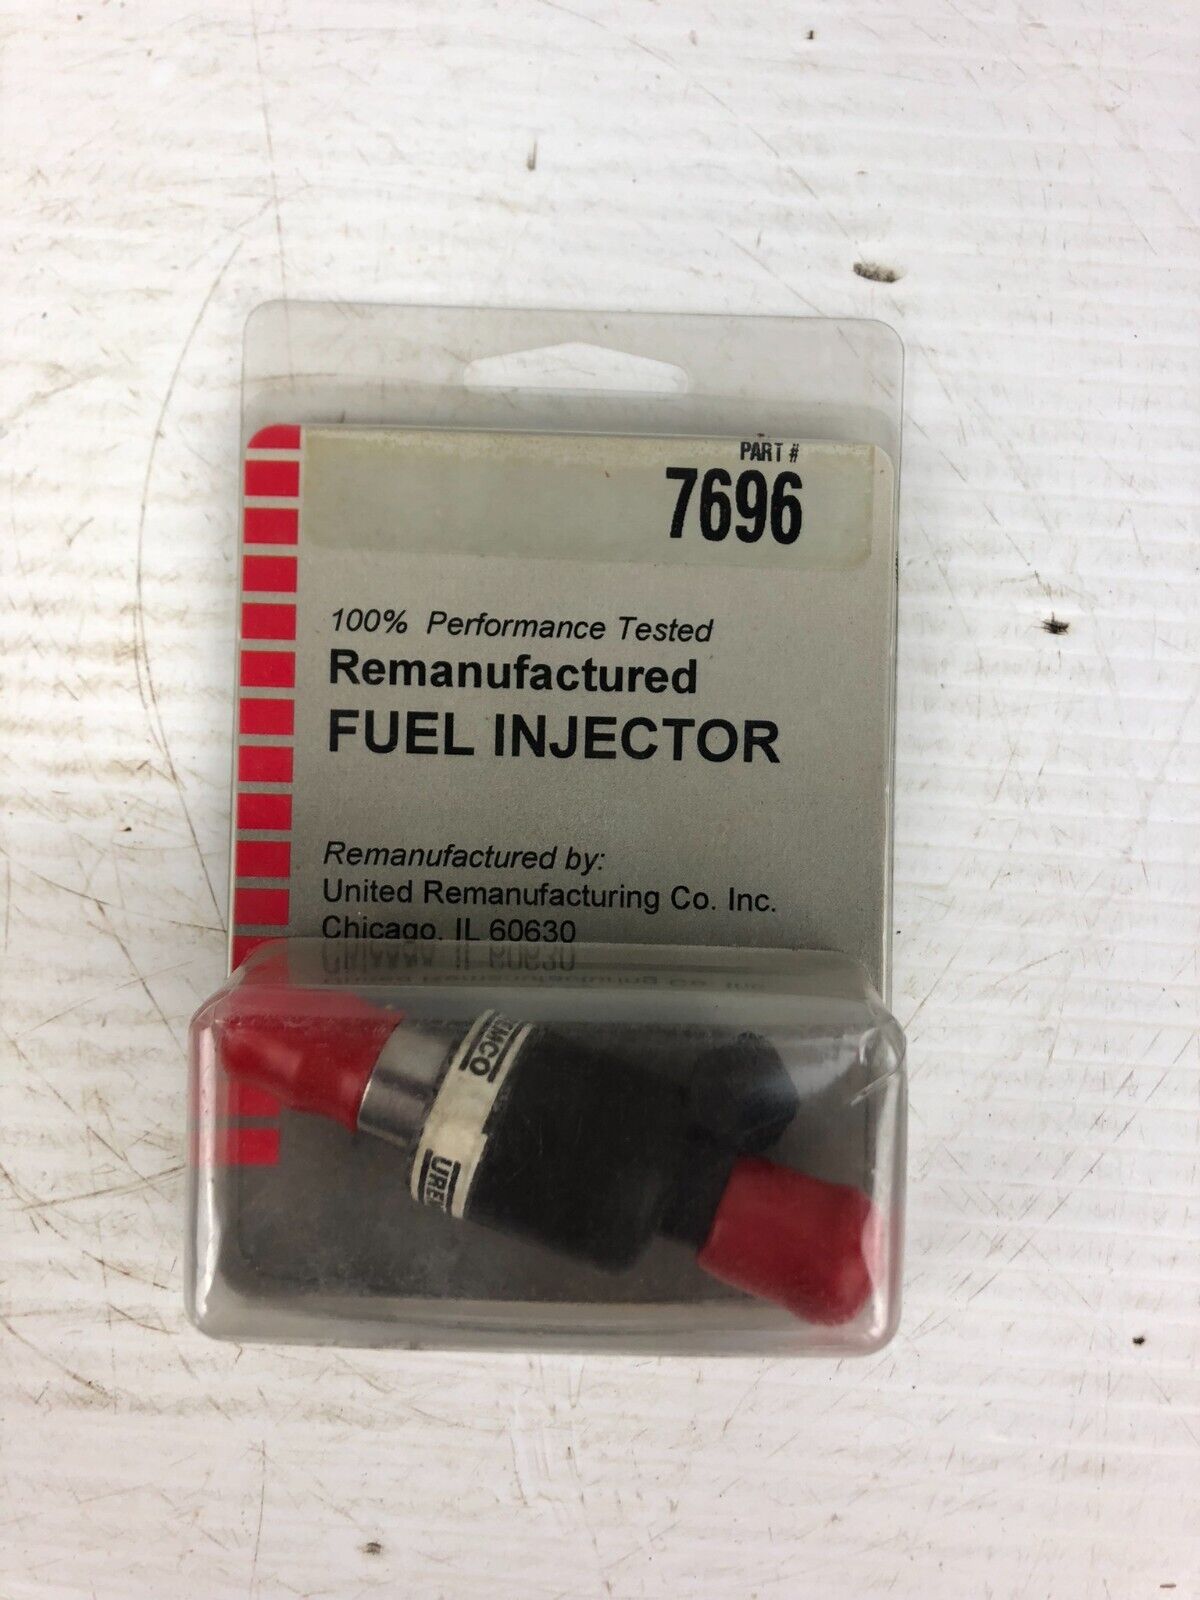 PART #
7696
100% Performance Tested
Remanufactured
FUEL INJECTOR
Remanufactured by:
United Remanufacturing Co. Inc.
Chicago, IL 60630